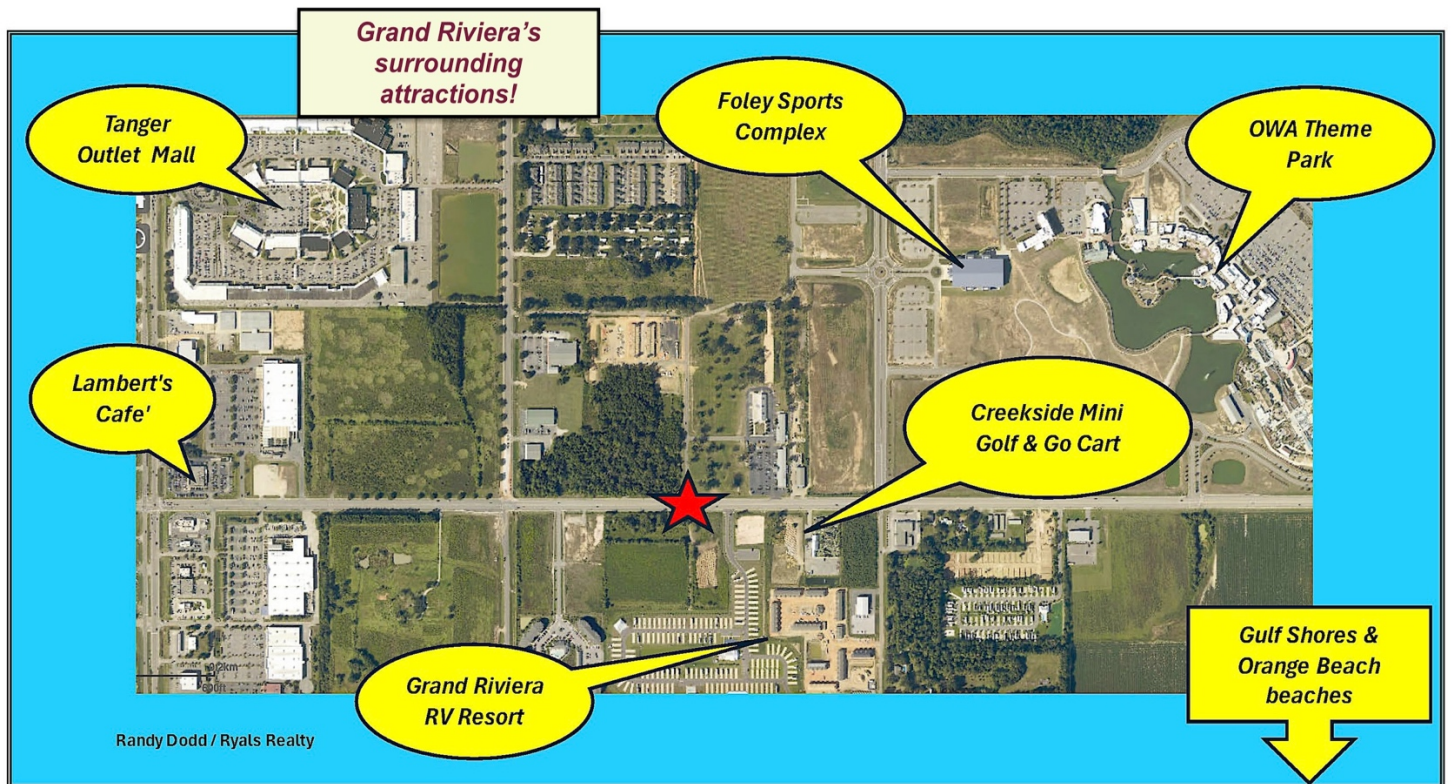 Grand Riviera's
surrounding
attractions!
Tanger
Outlet Mall
Foley Sports
Complex
OWA Theme
Park
Lambert's
Cafe'
Creekside Mini
Golf & Go Cart
Grand Riviera
RV Resort
Gulf Shores &
Orange Beach
beaches
Randy Dodd / Ryals Realty